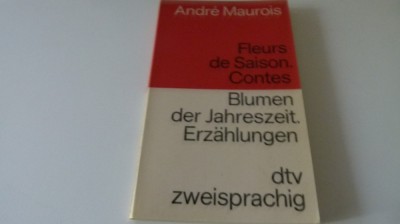 André Maurois
Fleurs
de Saison.
Contes
Blumen
der Jahreszeit.
Erzählungen
dtv
zweisprachig